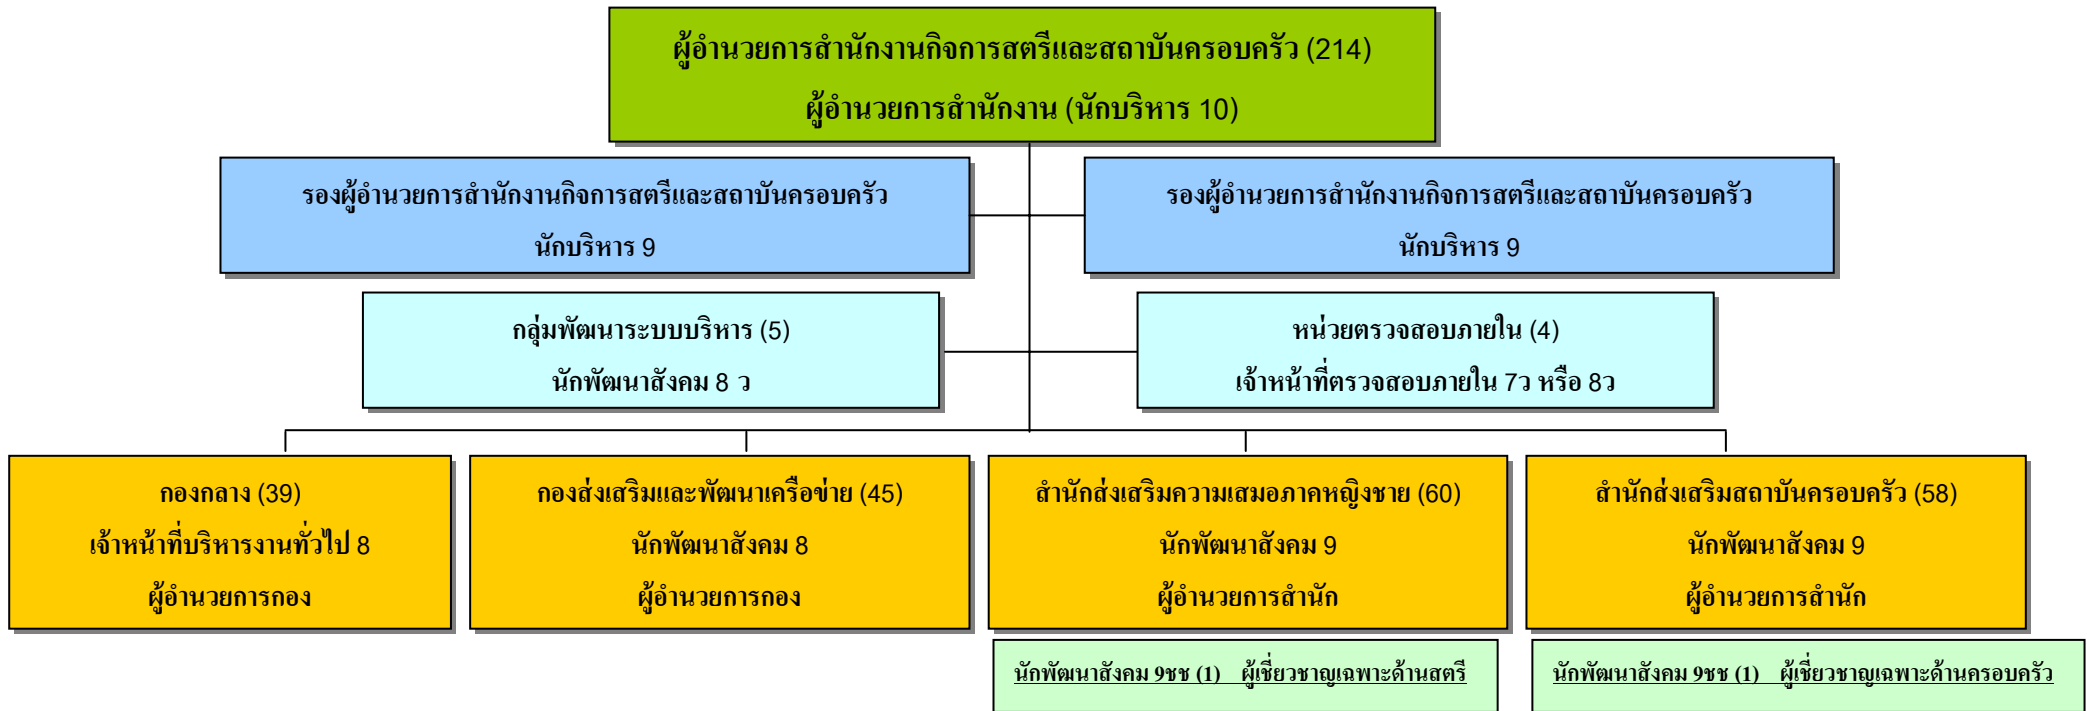 ผู้อำนวยการสำนักงานกิจการสตรีและสถาบันครอบครัว (214)
ผู้อำนวยการสำนักงาน (นักบริหาร 10)
รองผู้อำนวยการสำนักงานกิจการสตรีและสถาบันครอบครัว
นักบริหาร 9
รองผู้อำนวยการสำนักงานกิจการสตรีและสถาบันครอบครัว
นักบริหาร 9
กลุ่มพัฒนาระบบบริหาร (5)
นักพัฒนาสังคม 8 ว
หน่วยตรวจสอบภายใน (4)
เจ้าหน้าที่ตรวจสอบภายใน 7ว หรือ 8ว
กองกลาง (39)
เจ้าหน้าที่บริหารงานทั่วไป 8
ผู้อำนวยการกอง
กองส่งเสริมและพัฒนาเครือข่าย (45)
นักพัฒนาสังคม 8
ผู้อำนวยการกอง
สำนักส่งเสริมความเสมอภาคหญิงชาย (60)
นักพัฒนาสังคม 9
ผู้อำนวยการสำนัก
สำนักส่งเสริมสถาบันครอบครัว (58)
นักพัฒนาสังคม 9
ผู้อำนวยการสำนัก
นักพัฒนาสังคม 9ชช (1) ผู้เชี่ยวชาญเฉพาะด้านสตรี
นักพัฒนาสังคม 9ชช (1) ผู้เชี่ยวชาญเฉพาะด้านครอบครัว